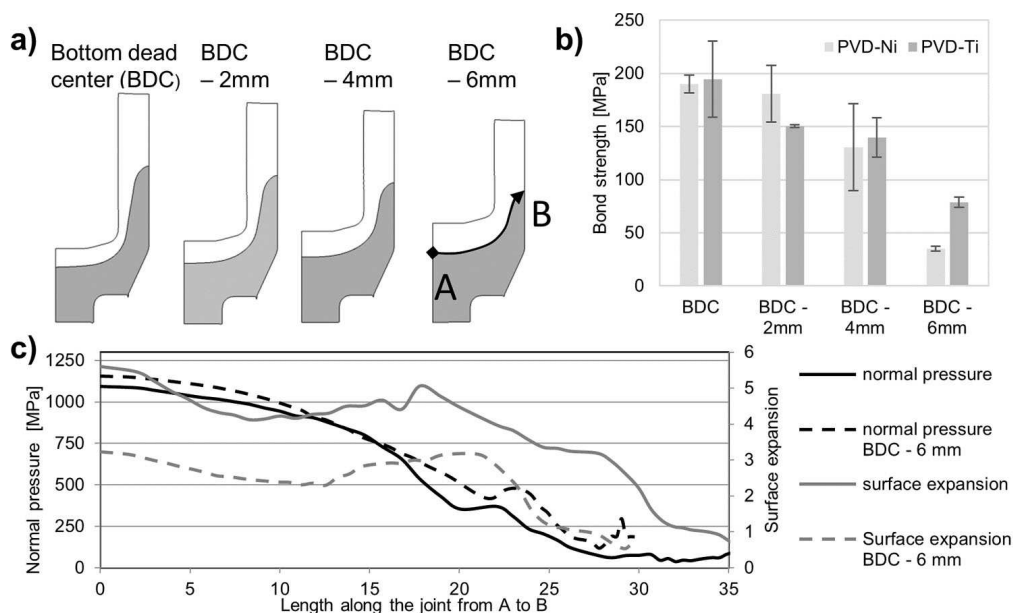 a)
Bottom dead
center (BDC)
BDC
– 2mm
BDC
– 4mm
BDC
– 6mm
A
B
b)
PVD-Ni
PVD-Ti
Bond strength [MPa]
250
200
150
100
50
0
BDC
BDC -
2mm
BDC -
4mm
BDC -
6mm
c)
Normal pressure [MPa]
1250
1000
750
500
250
0
0
5
10
15
20
25
30
35
Length along the joint from A to B
6
5
4
3
2
1
0
Surface expansion
normal pressure
normal pressure
BDC - 6 mm
surface expansion
Surface expansion
BDC - 6 mm